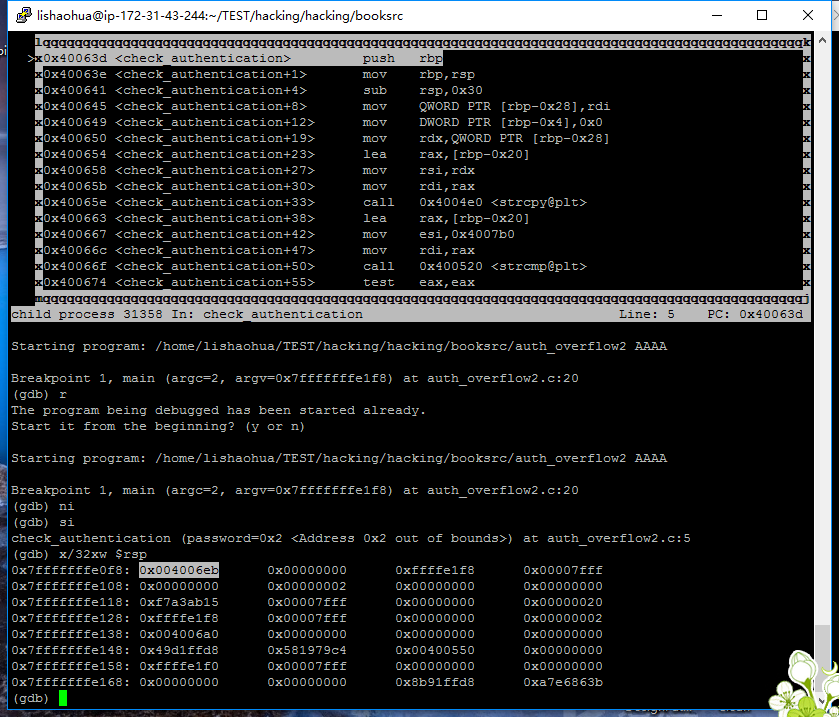 lishaohua@ip-172-31-43-244:~/TEST/hacking/hacking/booksrc
lqqqqqqqqqqqqqqqqqqqqqqqqqqqqqqqqqqqqqqqqqqqqqqqqqqqqqqqqqqqqqqqqqqqqqqqqqqqqqqqqqqqqqqqqqqqqqqqk
>x0x40063d <check_authentication>         push   rbp x
x0x40063e <check_authentication+1>       mov    rbp,rsp x
x0x400641 <check_authentication+4>       sub    rsp,0x30 x
x0x400645 <check_authentication+8>       mov    QWORD PTR [rbp-0x28],rdi x
x0x400649 <check_authentication+12>      mov    DWORD PTR [rbp-0x4],0x0 x
x0x400650 <check_authentication+19>      mov    rdx,QWORD PTR [rbp-0x28] x
x0x400654 <check_authentication+23>      lea    rax,[rbp-0x20] x
x0x400658 <check_authentication+27>      mov    rsi,rdx x
x0x40065b <check_authentication+30>      mov    rdi,rax x
x0x40065e <check_authentication+33>      call   0x4004e0 <strcpy@plt> x
x0x400663 <check_authentication+38>      lea    rax,[rbp-0x20] x
x0x400667 <check_authentication+42>      mov    esi,0x4007b0 x
x0x40066c <check_authentication+47>      mov    rdi,rax x
x0x40066f <check_authentication+50>      call   0x400520 <strcmp@plt> x
x0x400674 <check_authentication+55>      test   eax,eax x
mqqqqqqqqqqqqqqqqqqqqqqqqqqqqqqqqqqqqqqqqqqqqqqqqqqqqqqqqqqqqqqqqqqqqqqqqqqqqqqqqqqqqqqqqqqqqqqqj
child process 31358 In: check_authentication                                Line: 5    PC: 0x40063d
Starting program: /home/lishaohua/TEST/hacking/hacking/booksrc/auth_overflow2 AAAA
Breakpoint 1, main (argc=2, argv=0x7fffffffe1f8) at auth_overflow2.c:20
(gdb) r
The program being debugged has been started already.
Start it from the beginning? (y or n)
Starting program: /home/lishaohua/TEST/hacking/hacking/booksrc/auth_overflow2 AAAA
Breakpoint 1, main (argc=2, argv=0x7fffffffe1f8) at auth_overflow2.c:20
(gdb) ni
(gdb) si
check_authentication (password=0x2 <Address 0x2 out of bounds>) at auth_overflow2.c:5
(gdb) x/32xw $rsp
0x7fffffffe0f8: 0x004006eb      0x00000000      0xffffe1f8      0x00007fff
0x7fffffffe108: 0x00000000      0x00000002      0x00000000      0x00000000
0x7fffffffe118: 0xf7a3ab15      0x00007fff      0x00000000      0x00000020
0x7fffffffe128: 0xffffe1f8      0x00007fff      0x00000000      0x00000002
0x7fffffffe138: 0x004006a0      0x00000000      0x00000000      0x00000000
0x7fffffffe148: 0x49d1ffd8      0x581979c4      0x00400550      0x00000000
0x7fffffffe158: 0xffffe1f0      0x00007fff      0x00000000      0x00000000
0x7fffffffe168: 0x00000000      0x00000000      0x8b91ffd8      0xa7e6863b
(gdb)